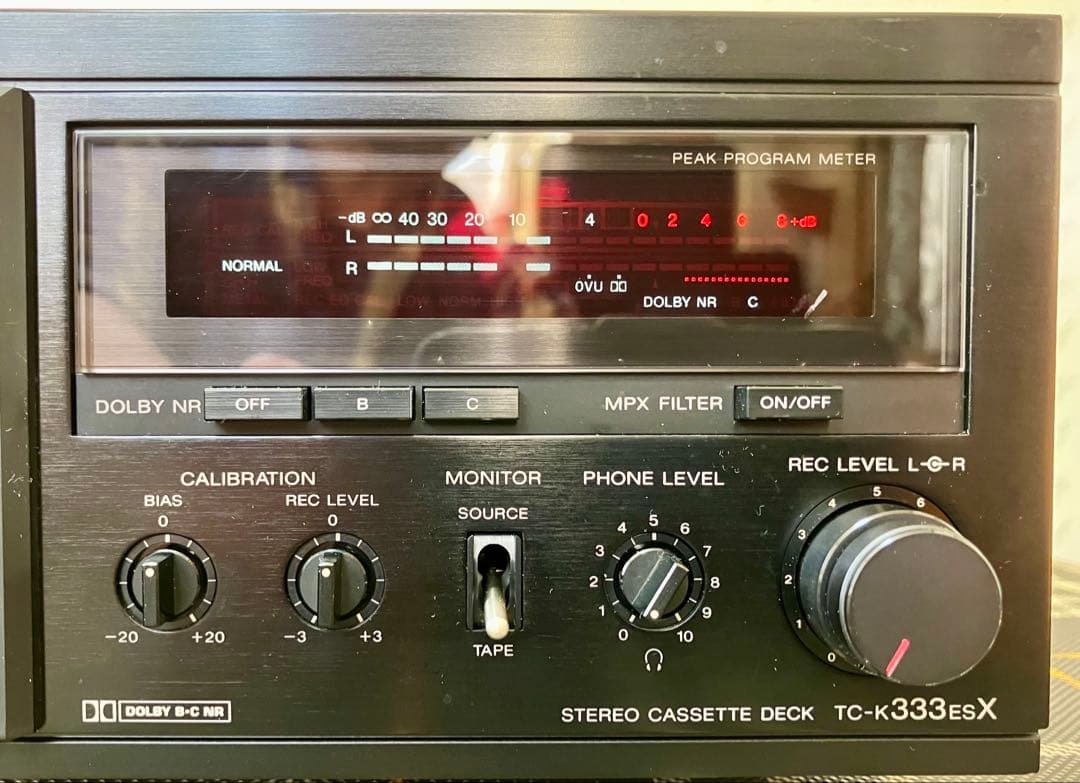 PEAK PROGRAM METER
-dB ∞ 40 30 20 10 4 0 2 4 6 8 +dB
L
NORMAL R
0VU
DOLBY NR C
DOLBY NR OFF B C MPX FILTER ON/OFF
CALIBRATION MONITOR PHONE LEVEL REC LEVEL L C R
BIAS REC LEVEL SOURCE
0 0
-20 +20 -3 +3
TAPE
0 1 2 3 4 5 6 7 8 9 10
0 1 2 3 4 5 6
DOLBY B·C NR
STEREO CASSETTE DECK TC-K333ESX